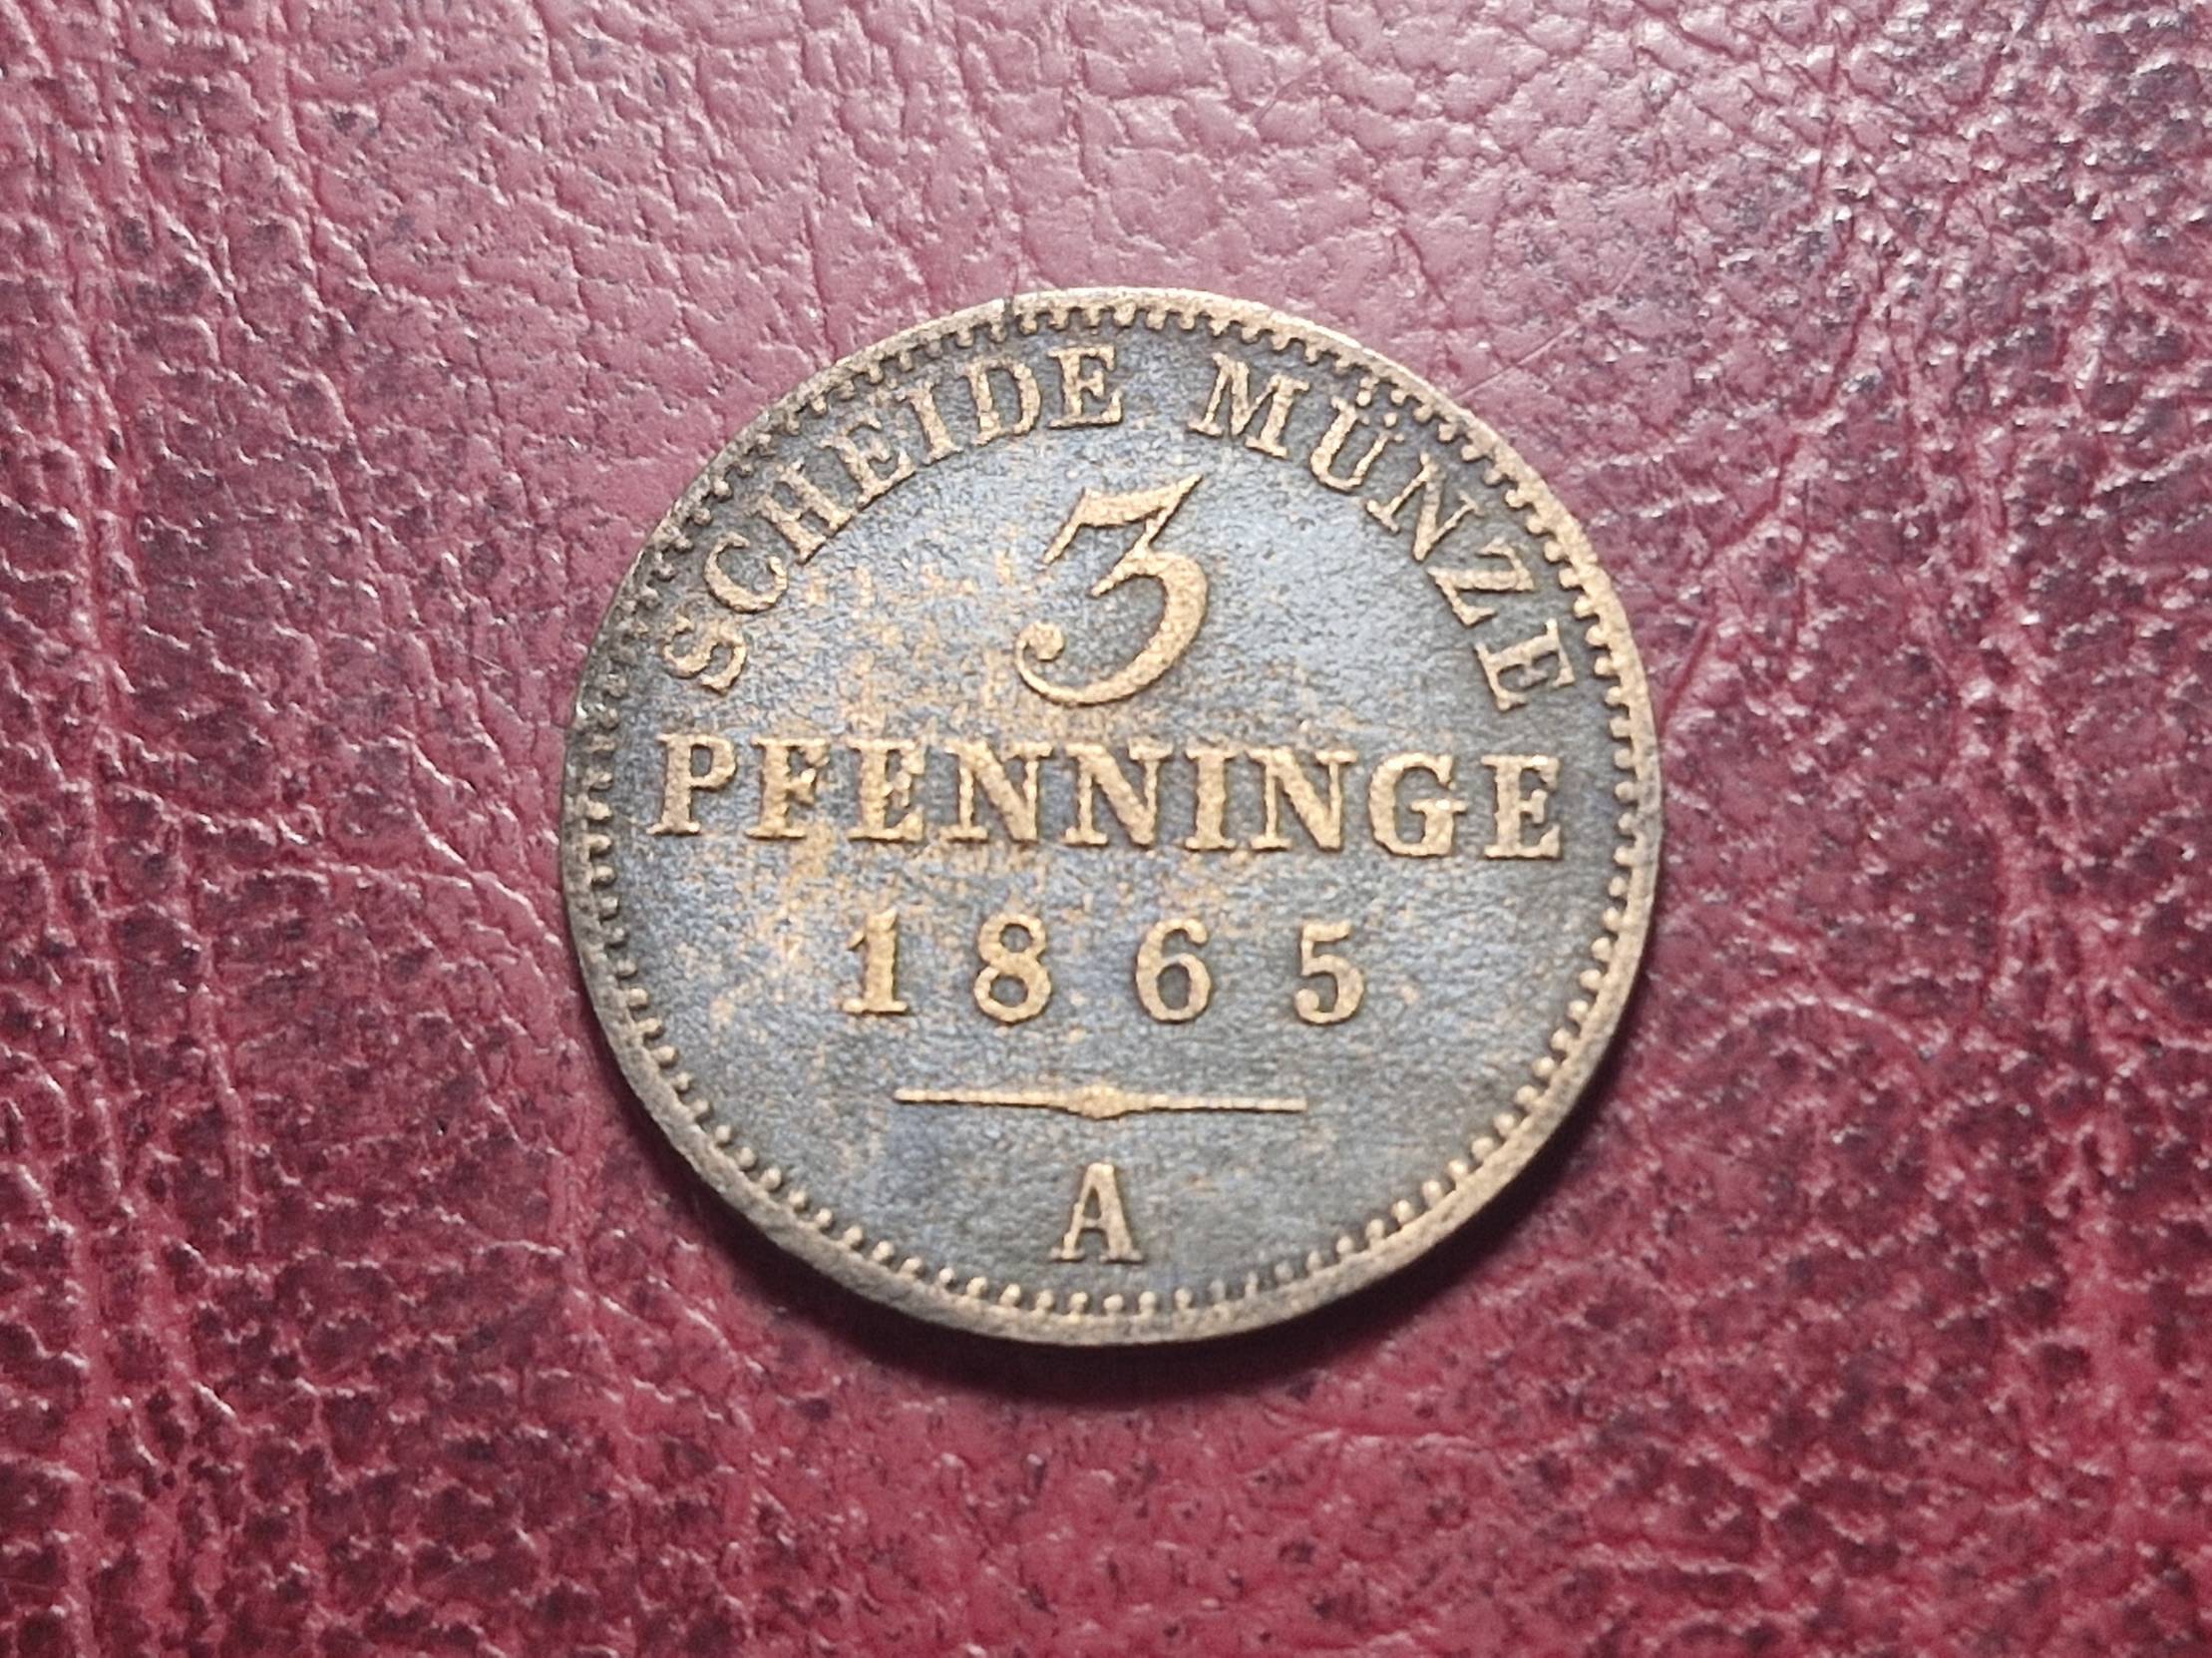 SCHEIDE MÜNZE
3
PFENNINGE
1865
A